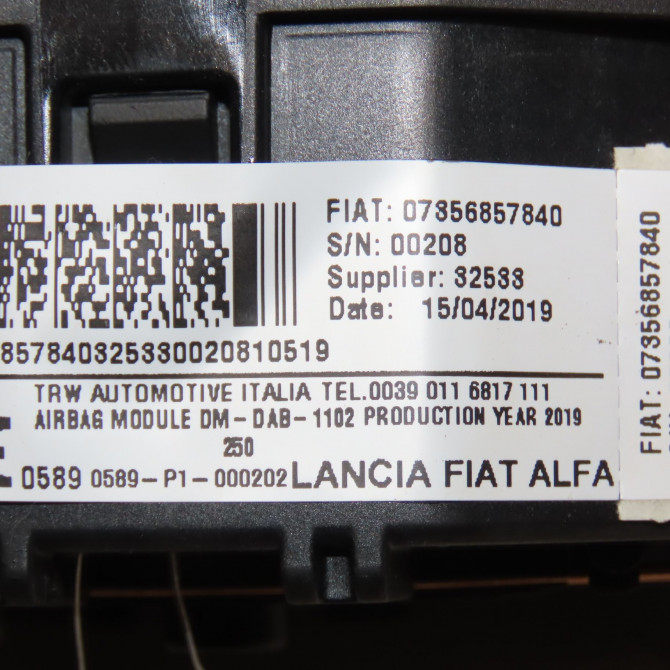 FIAT: 07356857840
S/N: 00208
Supplier: 32533
Date: 15/04/2019
857840325330020810519
TRW AUTOMOTIVE ITALIA TEL.0039 011 6817 111
AIRBAG MODULE DM-DAB-1102 PRODUCTION YEAR 2019
250
0589 0589-P1-000202 LANCIA FIAT ALFA
FIAT: 07356857840